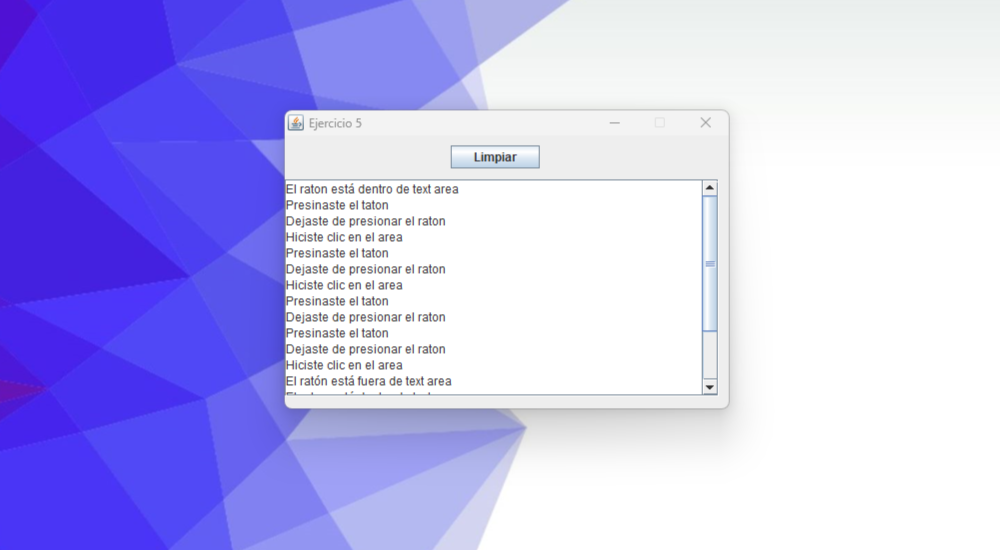 Ejercicio 5
Limpiar
El raton está dentro de text area
Presinaste el taton
Dejaste de presionar el raton
Hiciste clic en el area
Presinaste el taton
Dejaste de presionar el raton
Hiciste clic en el area
Presinaste el taton
Dejaste de presionar el raton
Presinaste el taton
Dejaste de presionar el raton
Hiciste clic en el area
El ratón está fuera de text area